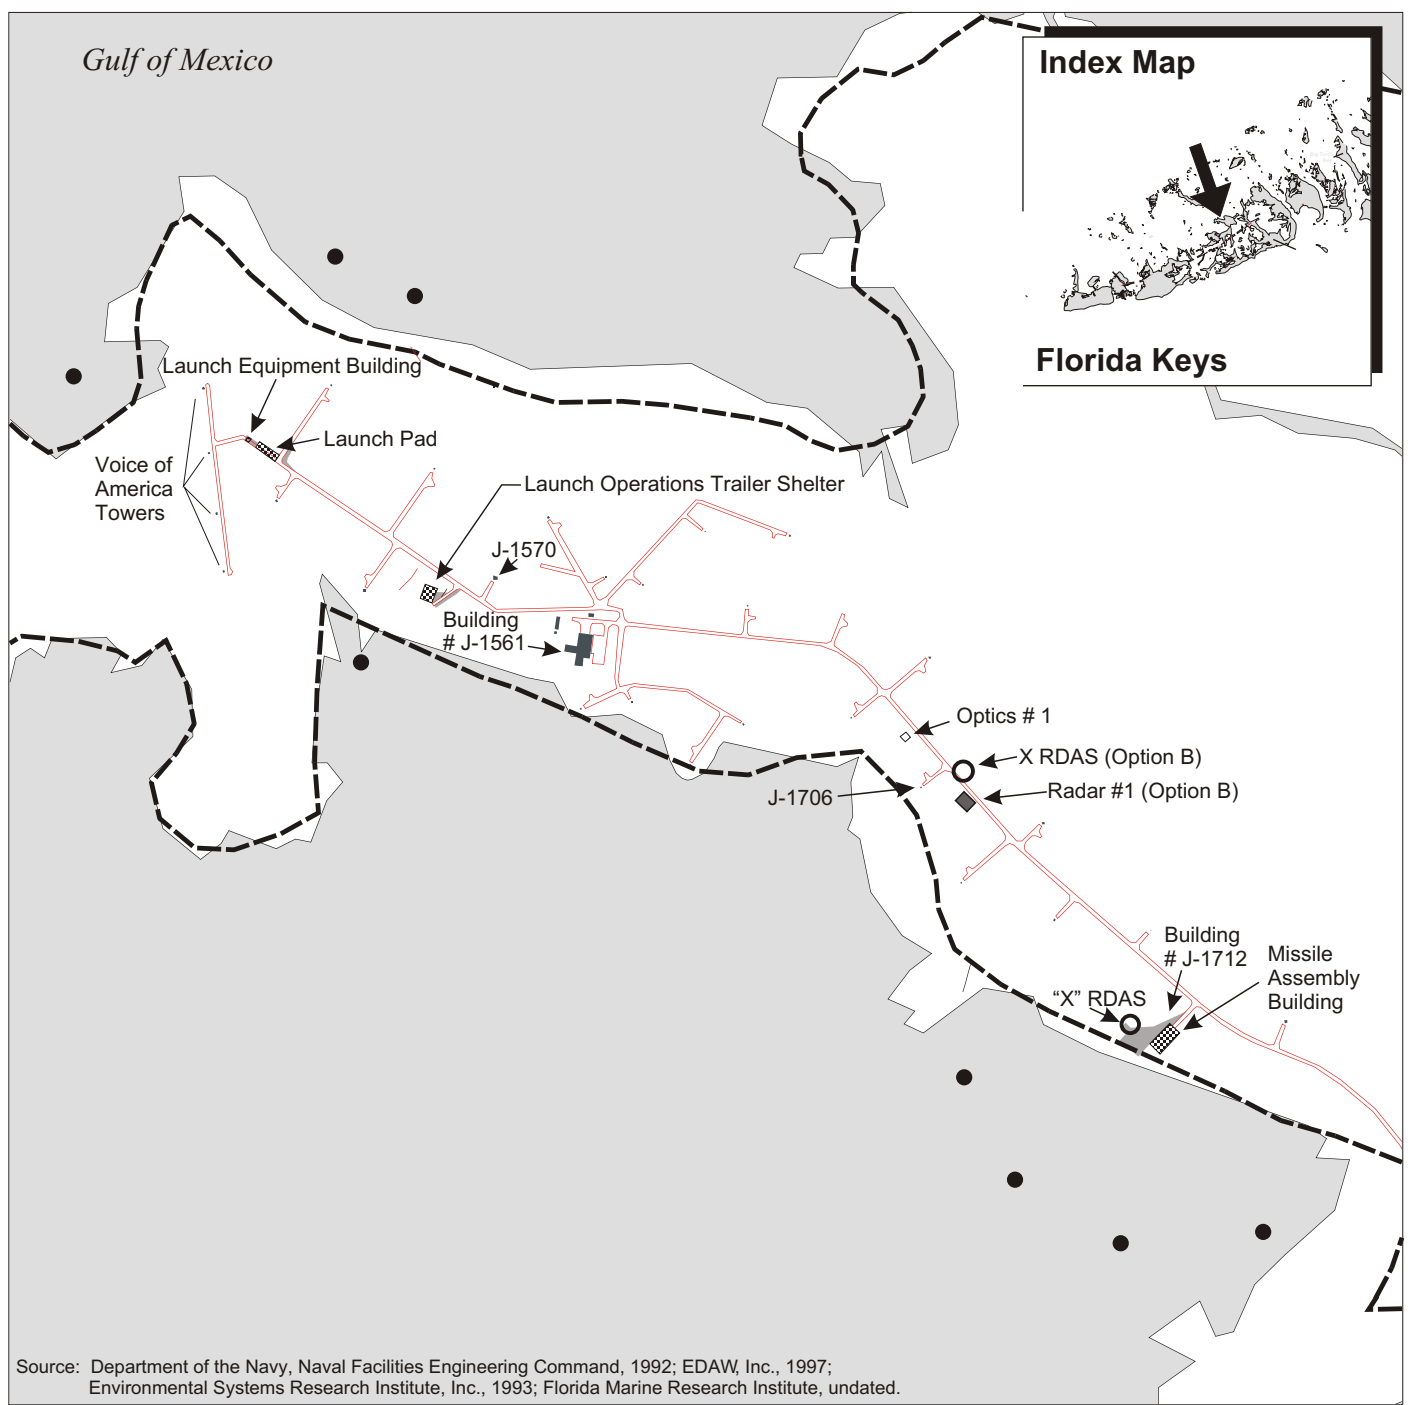 Gulf of Mexico
Index Map
Florida Keys
Launch Equipment Building
Launch Pad
Voice of
America
Towers
Launch Operations Trailer Shelter
J-1570
Building
# J-1561
Optics # 1
X RDAS (Option B)
J-1706
Radar #1 (Option B)
Building
# J-1712
Missile
Assembly
Building
“X” RDAS
Source: Department of the Navy, Naval Facilities Engineering Command, 1992; EDAW, Inc., 1997;
Environmental Systems Research Institute, Inc., 1993; Florida Marine Research Institute, undated.